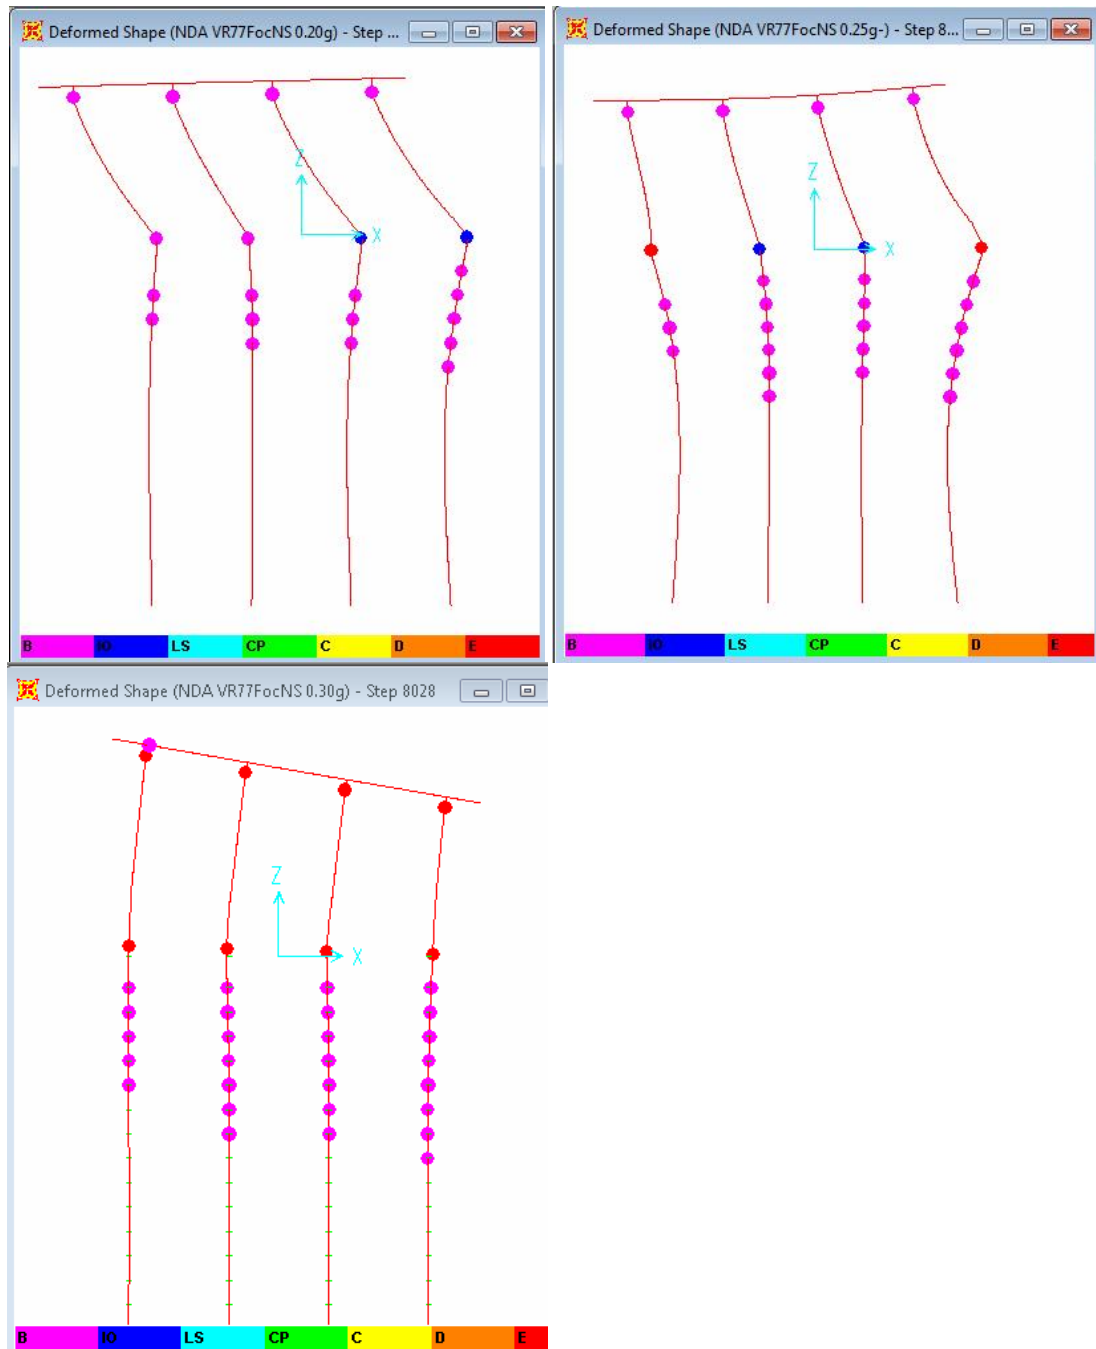 Deformed Shape (NDA VR77FocNS 0.20g) - Step ...
Z
X
B IO LS CP C D E
Deformed Shape (NDA VR77FocNS 0.25g-) - Step 8...
Z
X
B IO LS CP C D E
Deformed Shape (NDA VR77FocNS 0.30g) - Step 8028
Z
X
B IO LS CP C D E